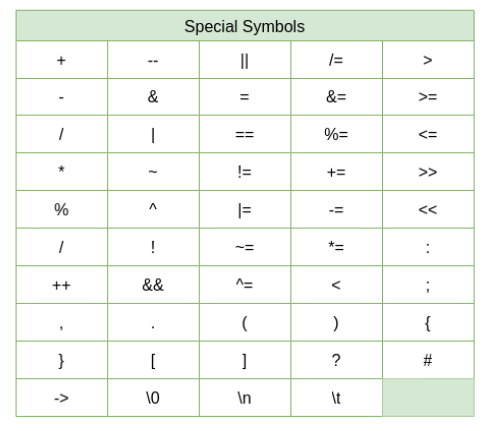 Special Symbols
+ -- || /= >
- & = &= >=
/ | == %= <=
* ~ != += >>
% ^ |= -= <<
/ ! ~= *= :
++ && ^= < ;
, . ( ) {
} [ ] ? #
-> \0 \n \t